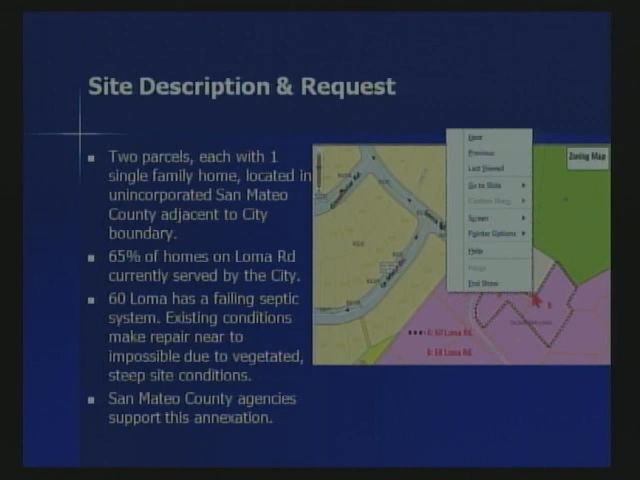 Site Description & Request
Two parcels, each with 1
single family home, located in
unincorporated San Mateo
County adjacent to City
boundary.
65% of homes on Loma Rd
currently served by the City.
60 Loma has a failing septic
system. Existing conditions
make repair near to
impossible due to vegetated,
steep site conditions.
San Mateo County agencies
support this annexation.
Zoning Map
Next
Previous
Last Viewed
Go to Slide
Custom Show
Screen
Pointer Options
Help
Pause
End Show
A: 60 Loma Rd.
B: 68 Loma Rd.
B